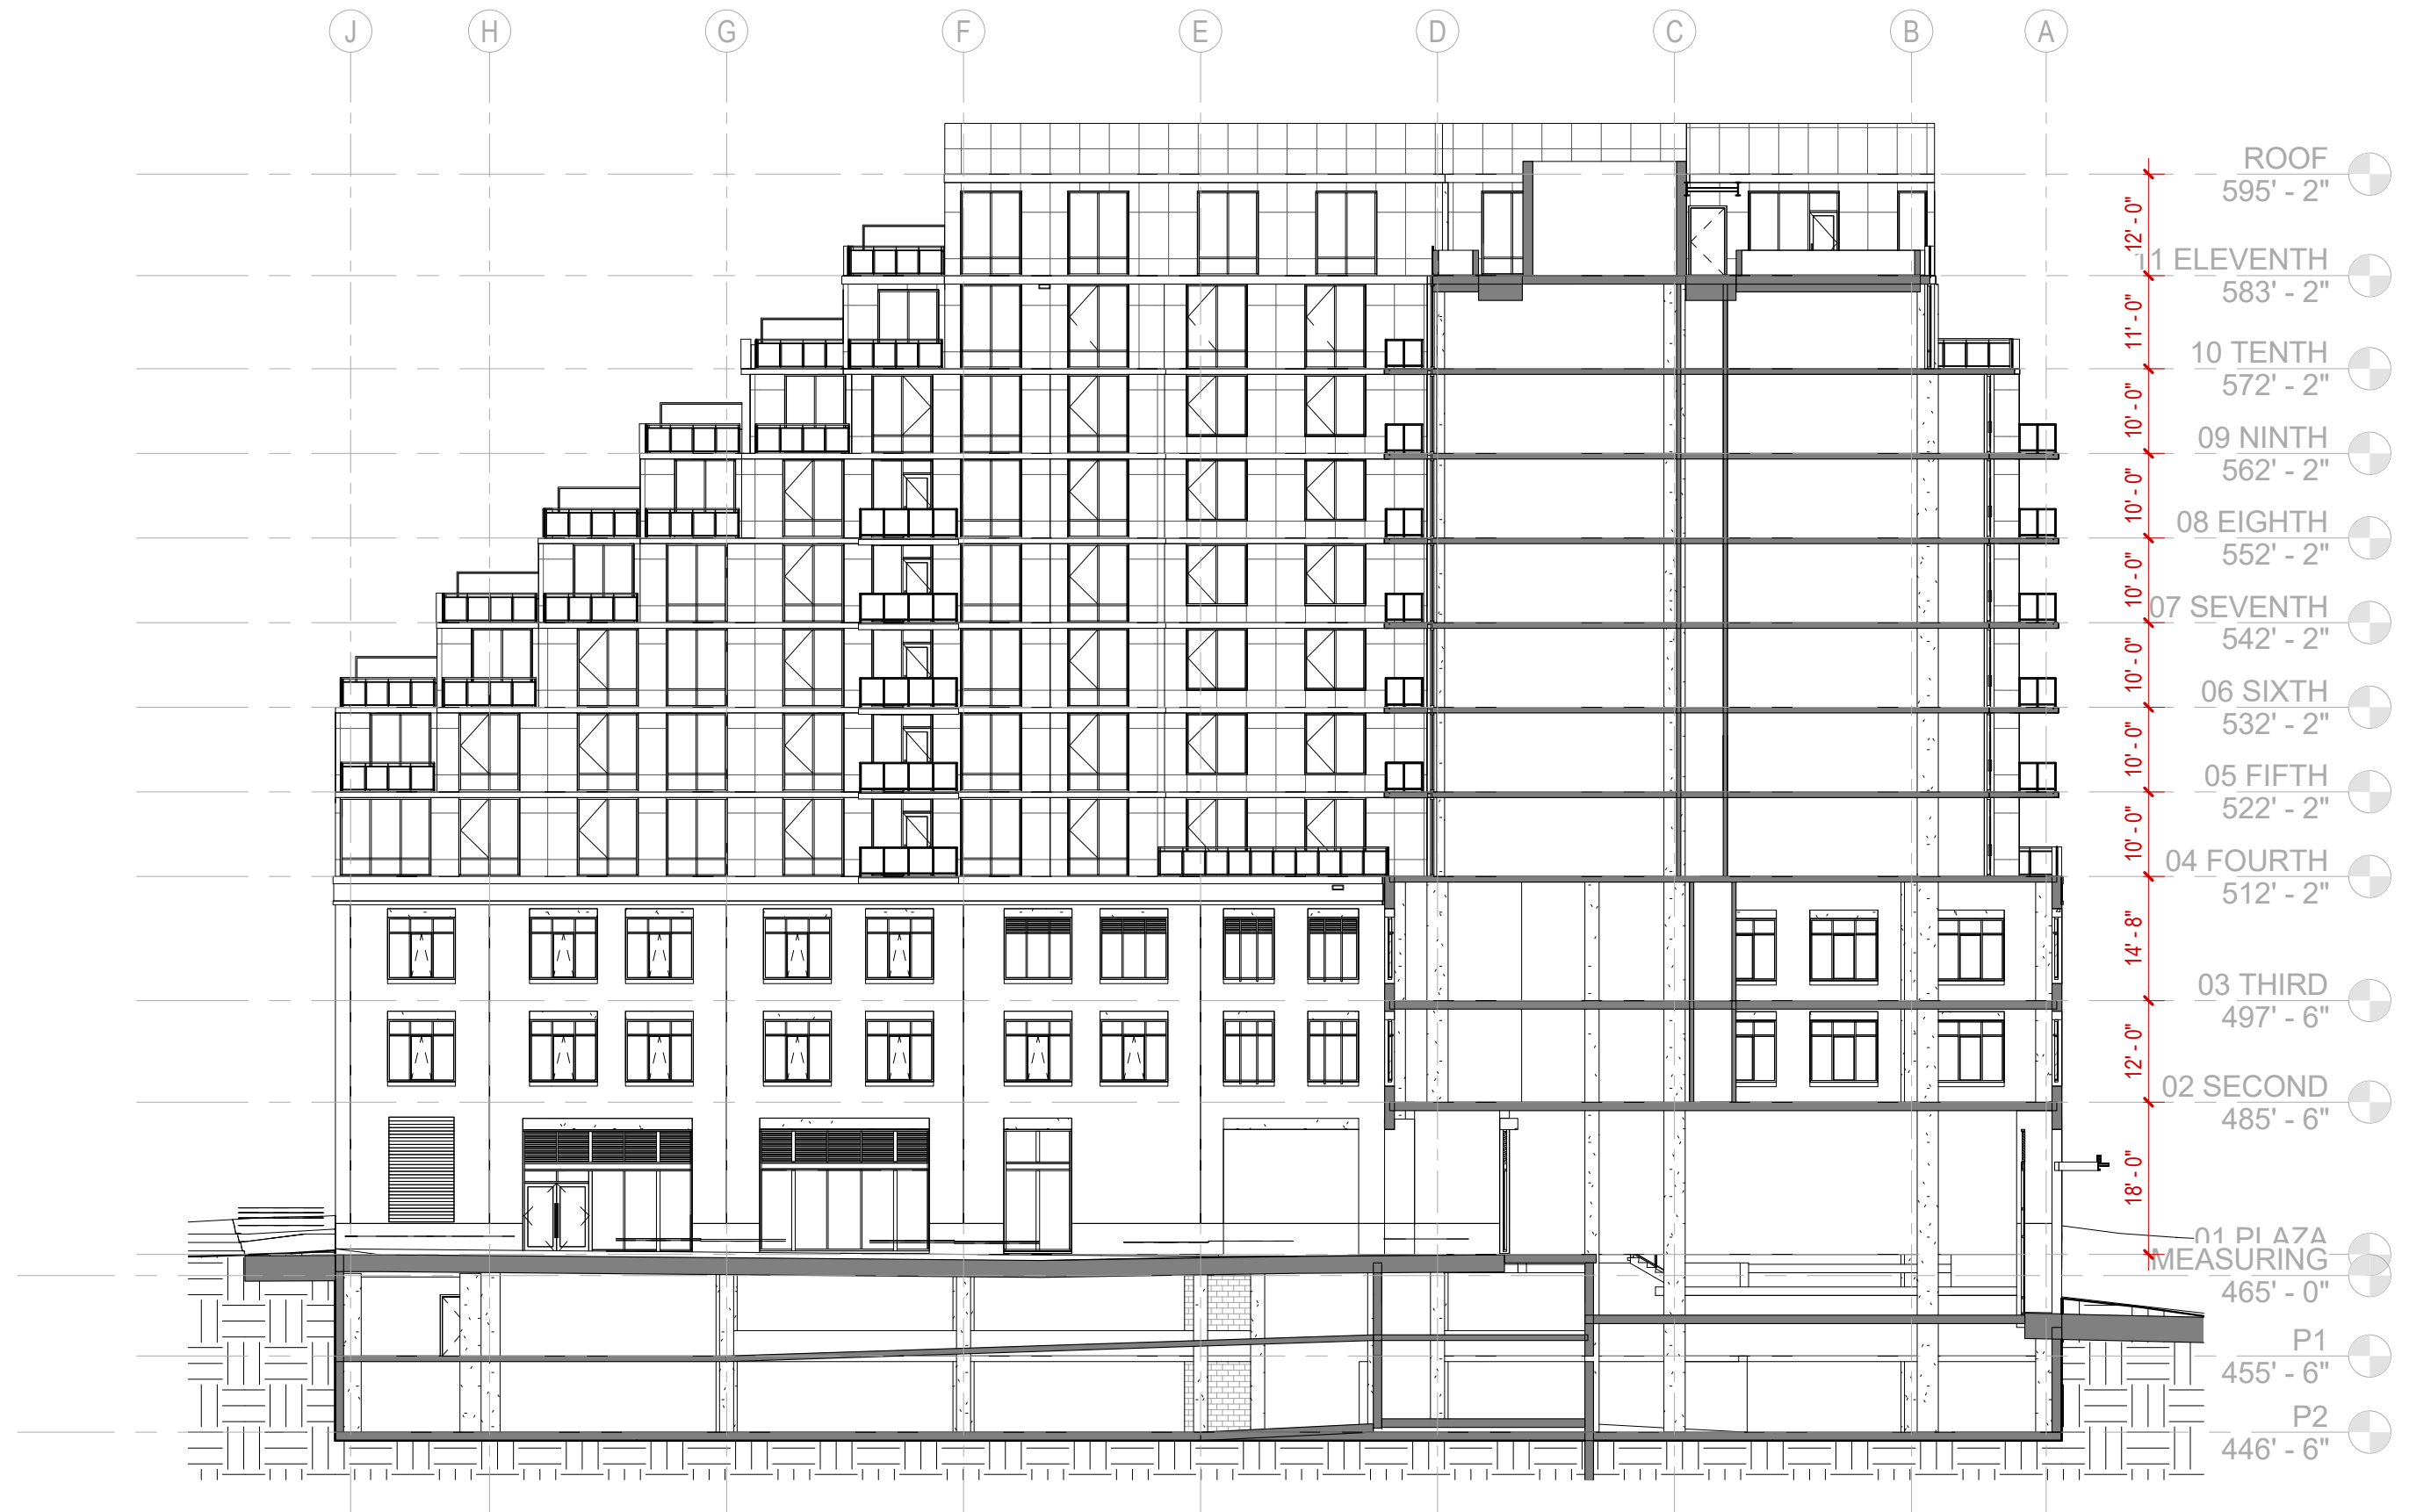 J H G F E D C B A
ROOF
595' - 2"
12' - 0"
11 ELEVENTH
583' - 2"
11' - 0"
10 TENTH
572' - 2"
10' - 0"
09 NINTH
562' - 2"
10' - 0"
08 EIGHTH
552' - 2"
10' - 0"
07 SEVENTH
542' - 2"
10' - 0"
06 SIXTH
532' - 2"
10' - 0"
05 FIFTH
522' - 2"
10' - 0"
04 FOURTH
512' - 2"
14' - 8"
03 THIRD
497' - 6"
12' - 0"
02 SECOND
485' - 6"
18' - 0"
01 PLAZA
MEASURING
465' - 0"
P1
455' - 6"
P2
446' - 6"